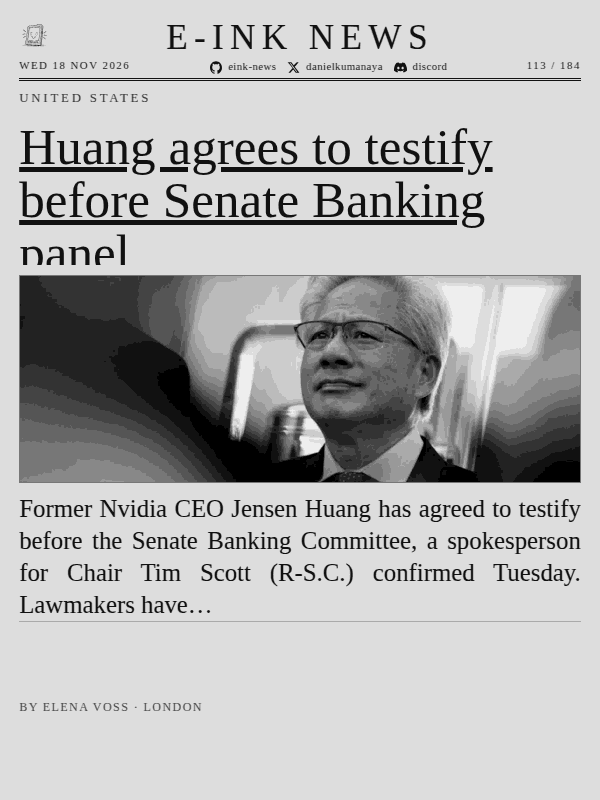 E-INK NEWS
WED 18 NOV 2026
eink-news danielkumanaya discord
113 / 184
UNITED STATES
Huang agrees to testify
before Senate Banking
panel
Former Nvidia CEO Jensen Huang has agreed to testify
before the Senate Banking Committee, a spokesperson
for Chair Tim Scott (R-S.C.) confirmed Tuesday.
Lawmakers have…
BY ELENA VOSS · LONDON